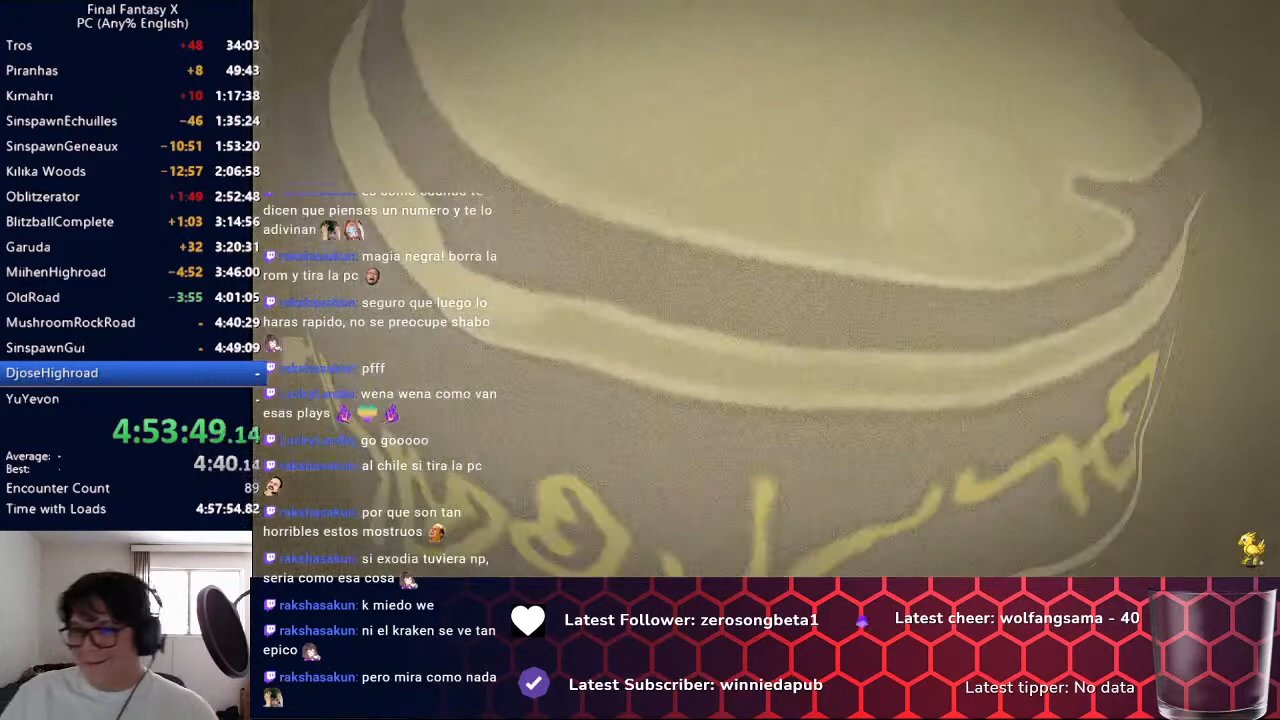 Final Fantasy X
PC (Any% English)
Tros +48 34:03
Piranhas +8 49:43
Kimahri +10 1:17:38
SinspawnEchuilles -46 1:35:24
SinspawnGeneaux -10:51 1:53:20
Kilika Woods -12:57 2:06:58
Oblitzerator +1:49 2:52:48
BlitzballComplete +1:03 3:14:56
Garuda +32 3:20:31
MiihenHighroad -4:52 3:46:00
OldRoad -3:55 4:01:05
MushroomRockRoad - 4:40:29
SinspawnGui - 4:49:09
DjoseHighroad -
YuYevon -
4:53:49.14
Average: -
Best: - 4:40.14
Encounter Count 89
Time with Loads 4:57:54.82
dicen que pienses un numero y te lo
adivinan
rakshasakun: magia negra! borra la
rom y tira la pc
rakshasakun: seguro que luego lo
haras rapido, no se preocupe shabo
rakshasakun: pfff
wena wena como van
esas plays
go gooooo
rakshasakun: al chile si tira la pc
rakshasakun: por que son tan
horribles estos mostruos
rakshasakun: si exodia tuviera np,
seria como esa cosa
rakshasakun: k miedo we
rakshasakun: ni el kraken se ve tan
epico
rakshasakun: pero mira como nada
Latest Follower: zerosongbeta1
Latest cheer: wolfangsama - 40
Latest Subscriber: winniedapub
Latest tipper: No data